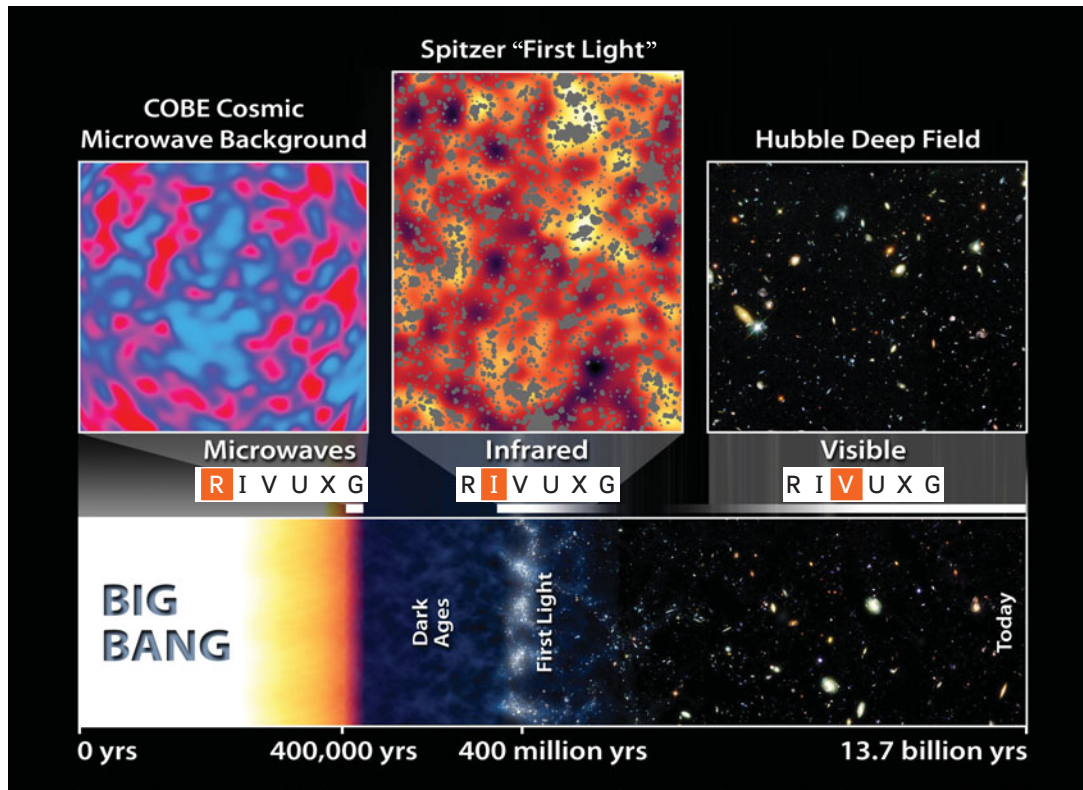 Spitzer “First Light”
COBE Cosmic
Microwave Background
Hubble Deep Field
Microwaves
Infrared
Visible
R I V U X G
R I V U X G
R I V U X G
BIG
BANG
Dark
Ages
First Light
Today
0 yrs
400,000 yrs
400 million yrs
13.7 billion yrs